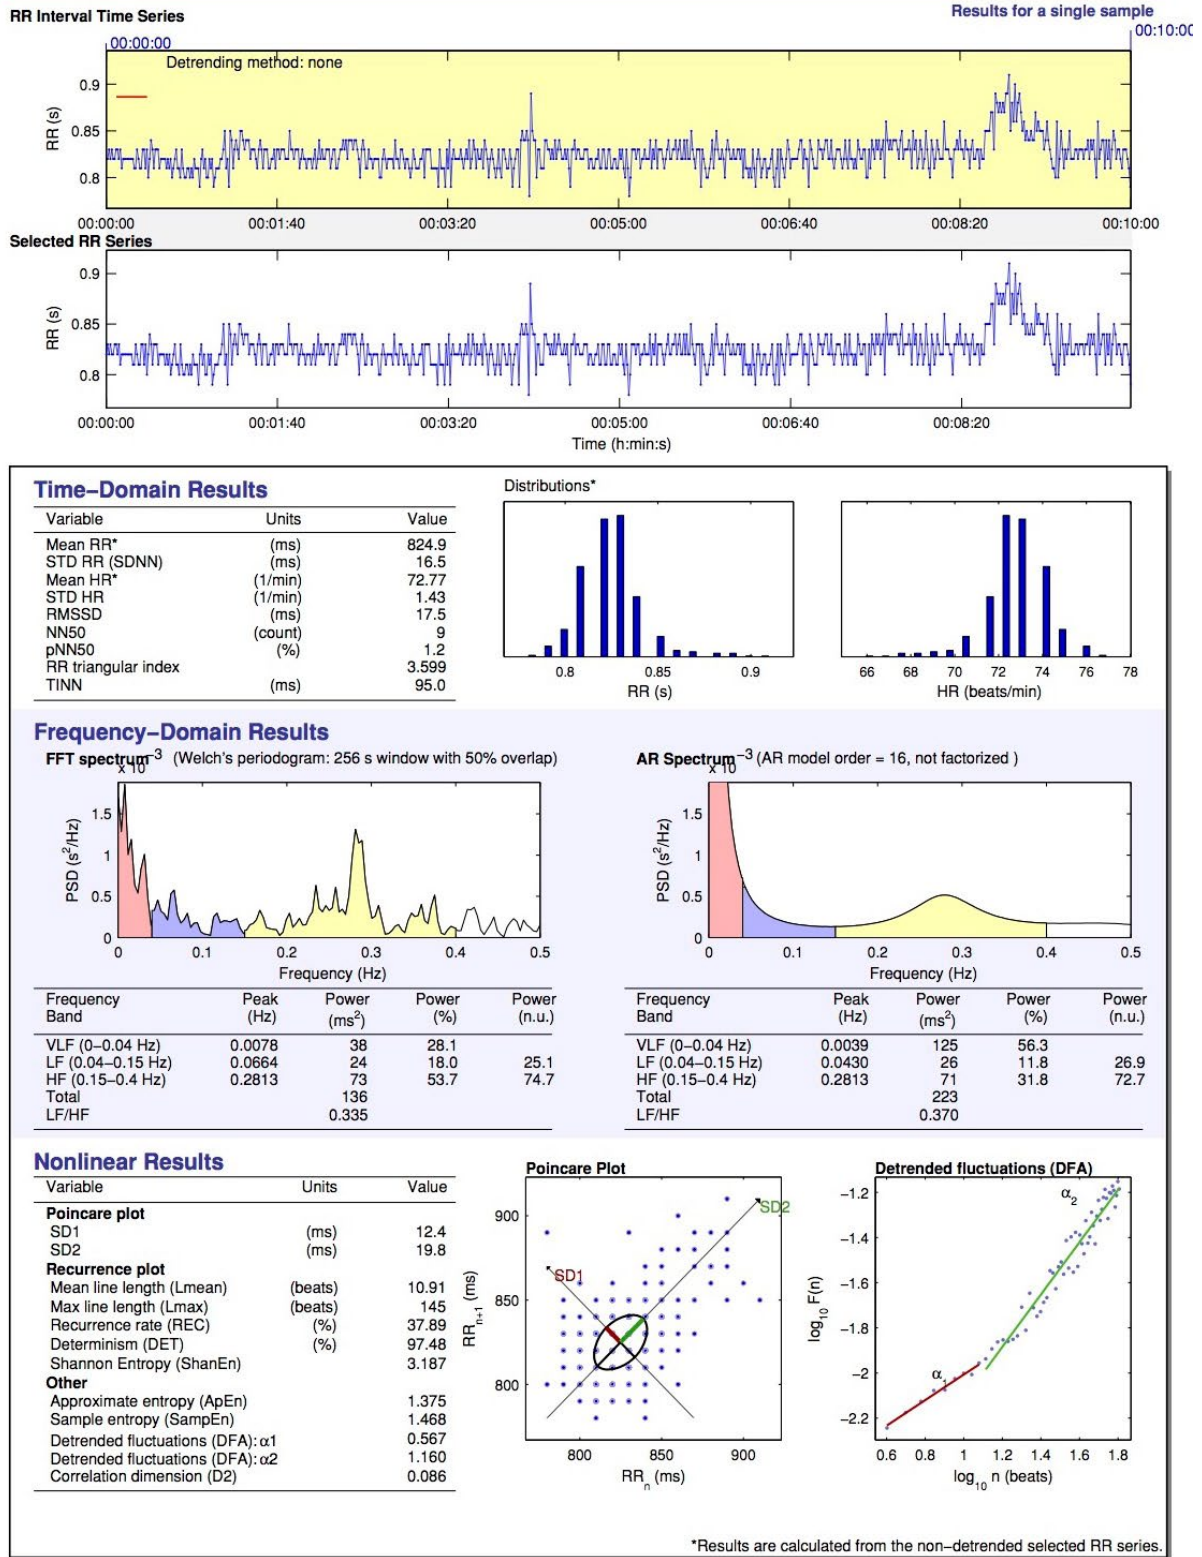 RR Interval Time Series
Results for a single sample
00:00:00
00:10:00
Detrending method: none
0.9
0.85
0.8
RR (s)
00:00:00 00:01:40 00:03:20 00:05:00 00:06:40 00:08:20 00:10:00
Selected RR Series
0.9
0.85
0.8
RR (s)
00:00:00 00:01:40 00:03:20 00:05:00 00:06:40 00:08:20
Time (h:min:s)
Time-Domain Results
Variable Units Value
Mean RR* (ms) 824.9
STD RR (SDNN) (ms) 16.5
Mean HR* (1/min) 72.77
STD HR (1/min) 1.43
RMSSD (ms) 17.5
NN50 (count) 9
pNN50 (%) 1.2
RR triangular index 3.599
TINN (ms) 95.0
Distributions*
0.8 0.85 0.9
RR (s)
66 68 70 72 74 76 78
HR (beats/min)
Frequency-Domain Results
FFT spectrum (Welch's periodogram: 256 s window with 50% overlap)
x 10⁻³
1.5
1
0.5
0
PSD (s²/Hz)
0 0.1 0.2 0.3 0.4 0.5
Frequency (Hz)
AR Spectrum (AR model order = 16, not factorized )
x 10⁻³
1.5
1
0.5
0
PSD (s²/Hz)
0 0.1 0.2 0.3 0.4 0.5
Frequency (Hz)
Frequency Peak Power Power Power
Band (Hz) (ms²) (%) (n.u.)
VLF (0-0.04 Hz) 0.0078 38 28.1
LF (0.04-0.15 Hz) 0.0664 24 18.0 25.1
HF (0.15-0.4 Hz) 0.2813 73 53.7 74.7
Total 136
LF/HF 0.335
Frequency Peak Power Power Power
Band (Hz) (ms²) (%) (n.u.)
VLF (0-0.04 Hz) 0.0039 125 56.3
LF (0.04-0.15 Hz) 0.0430 26 11.8 26.9
HF (0.15-0.4 Hz) 0.2813 71 31.8 72.7
Total 223
LF/HF 0.370
Nonlinear Results
Variable Units Value
Poincare plot
SD1 (ms) 12.4
SD2 (ms) 19.8
Recurrence plot
Mean line length (Lmean) (beats) 10.91
Max line length (Lmax) (beats) 145
Recurrence rate (REC) (%) 37.89
Determinism (DET) (%) 97.48
Shannon Entropy (ShanEn) 3.187
Other
Approximate entropy (ApEn) 1.375
Sample entropy (SampEn) 1.468
Detrended fluctuations (DFA): α1 0.567
Detrended fluctuations (DFA): α2 1.160
Correlation dimension (D2) 0.086
Poincare Plot
SD2
SD1
900
850
800
RRₙ₊₁ (ms)
800 850 900
RRₙ (ms)
Detrended fluctuations (DFA)
α₂
α₁
-1.2
-1.4
-1.6
-1.8
-2
-2.2
log₁₀ F(n)
0.6 0.8 1 1.2 1.4 1.6 1.8
log₁₀ n (beats)
*Results are calculated from the non-detrended selected RR series.